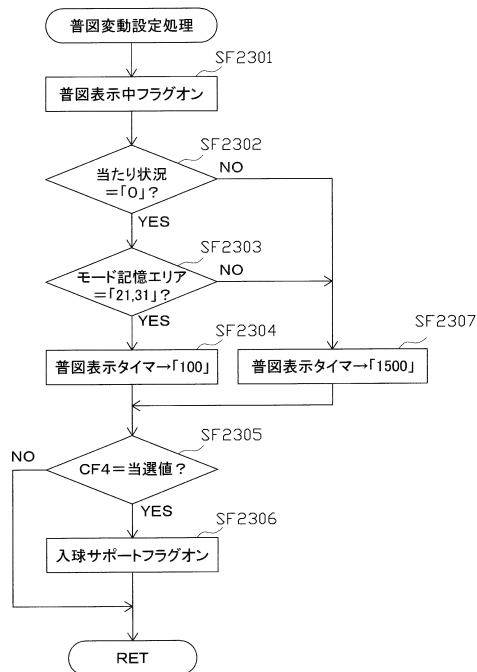 普図変動設定処理
SF2301
普図表示中フラグオン
SF2302
当たり状況
=「0」?
NO
YES
SF2303
モード記憶エリア
=「21,31」?
NO
YES
SF2304
普図表示タイマ→「100」
SF2307
普図表示タイマ→「1500」
SF2305
CF4=当選値?
NO
YES
SF2306
入球サポートフラグオン
RET